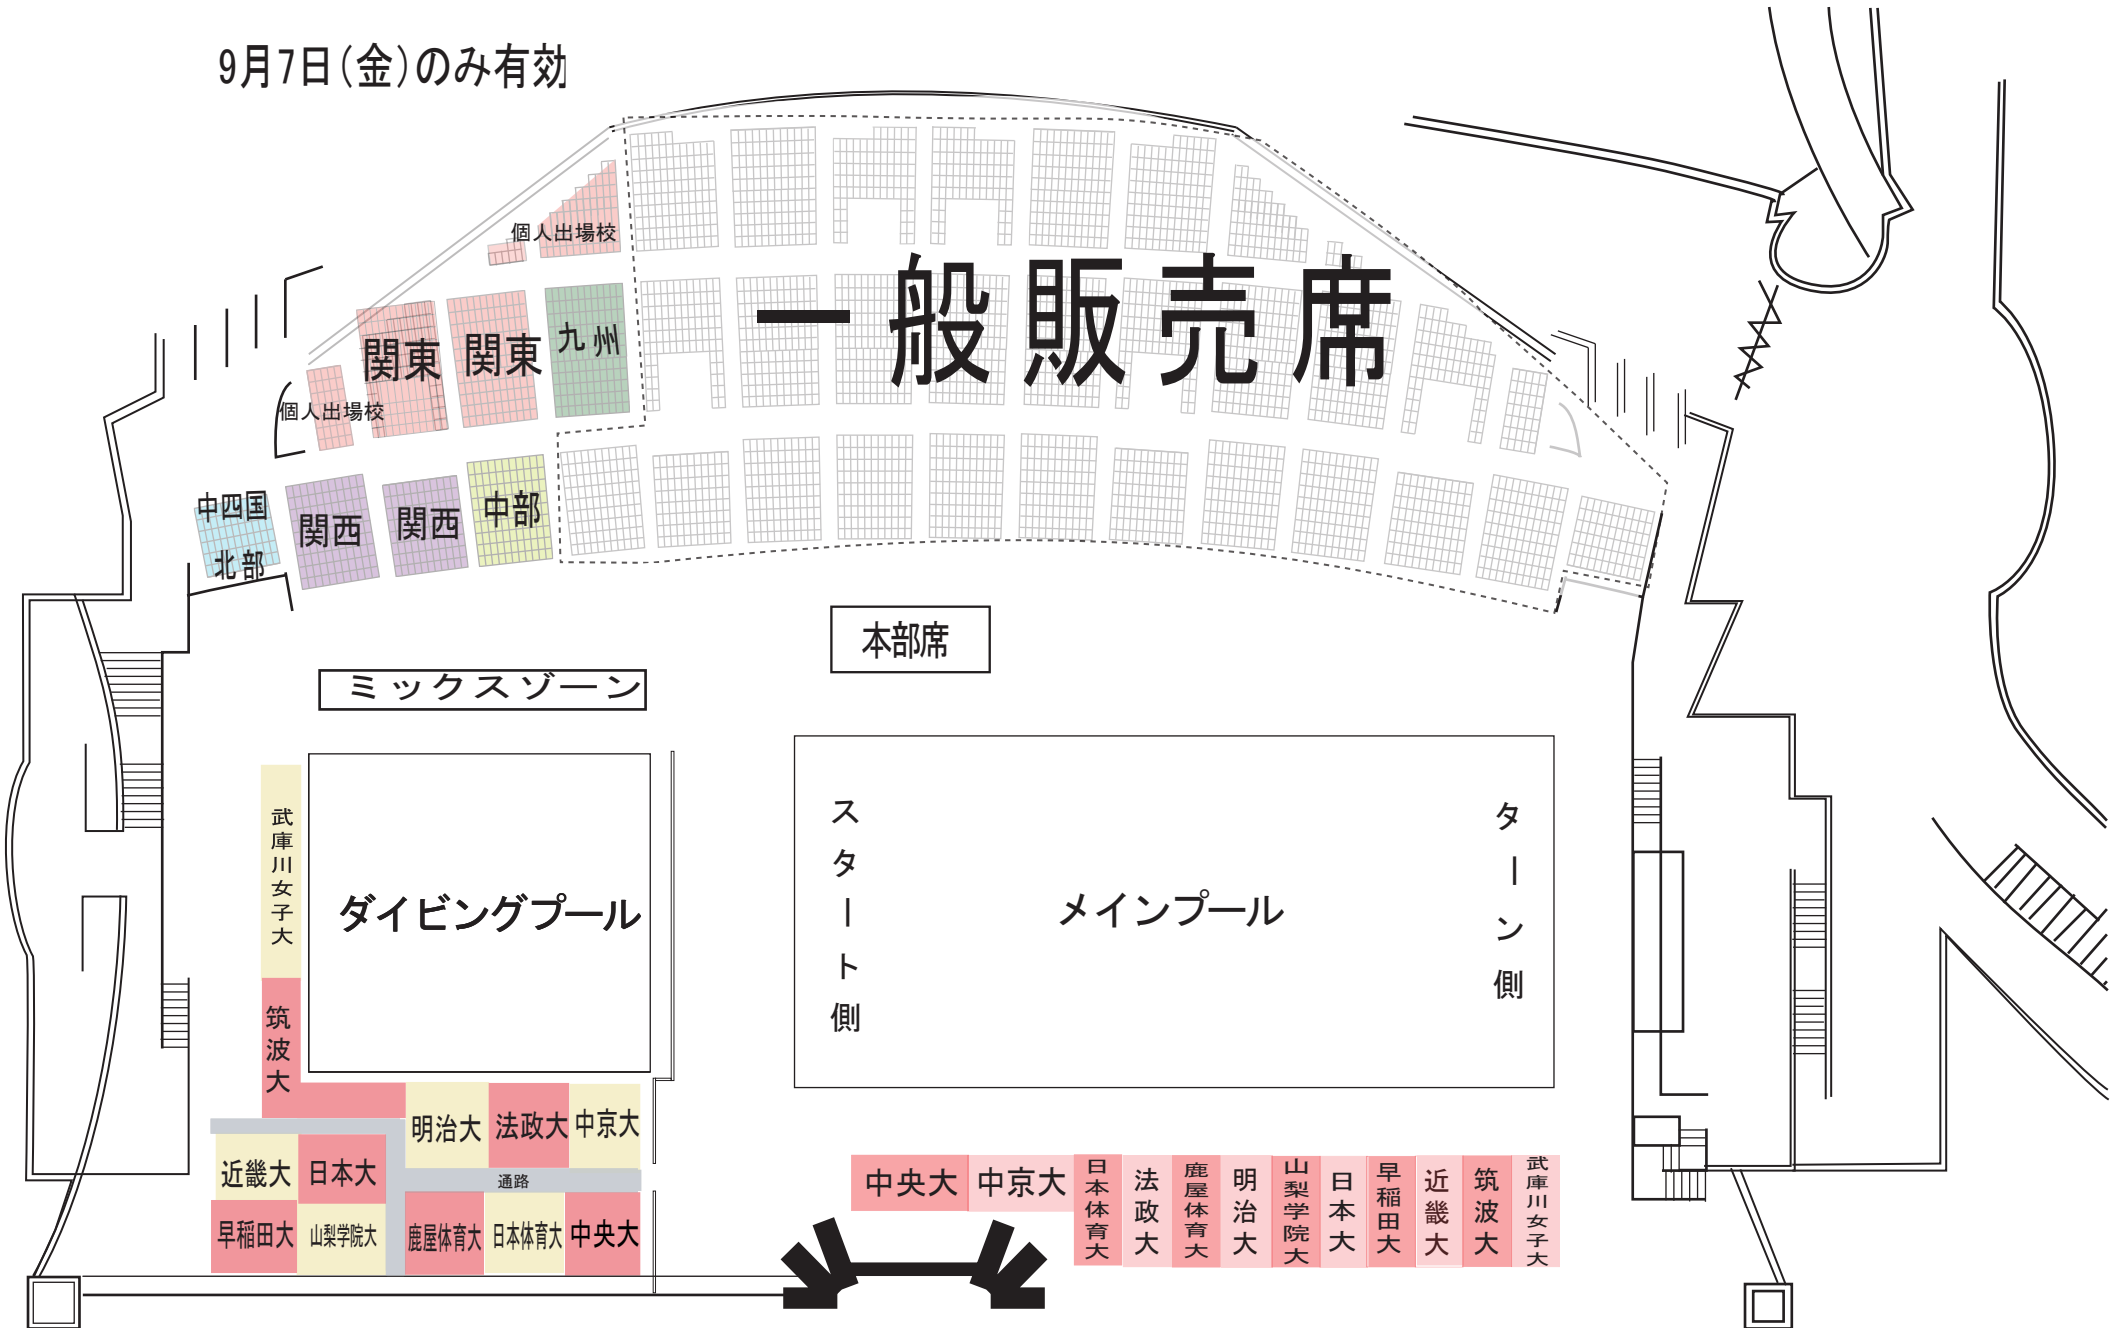 9月7日(金)のみ有効
個人出場校
一般販売席
関東
関東
九州
個人出場校
中四国
北部
関西
関西
中部
本部席
ミックスゾーン
武庫川女子大
筑波大
ダイビングプール
スタート側
メインプール
ターン側
明治大
法政大
中京大
近畿大
日本大
通路
早稲田大
山梨学院大
鹿屋体育大
日本体育大
中央大
中央大
中京大
日本体育大
法政大
鹿屋体育大
明治大
山梨学院大
日本大
早稲田大
近畿大
筑波大
武庫川女子大